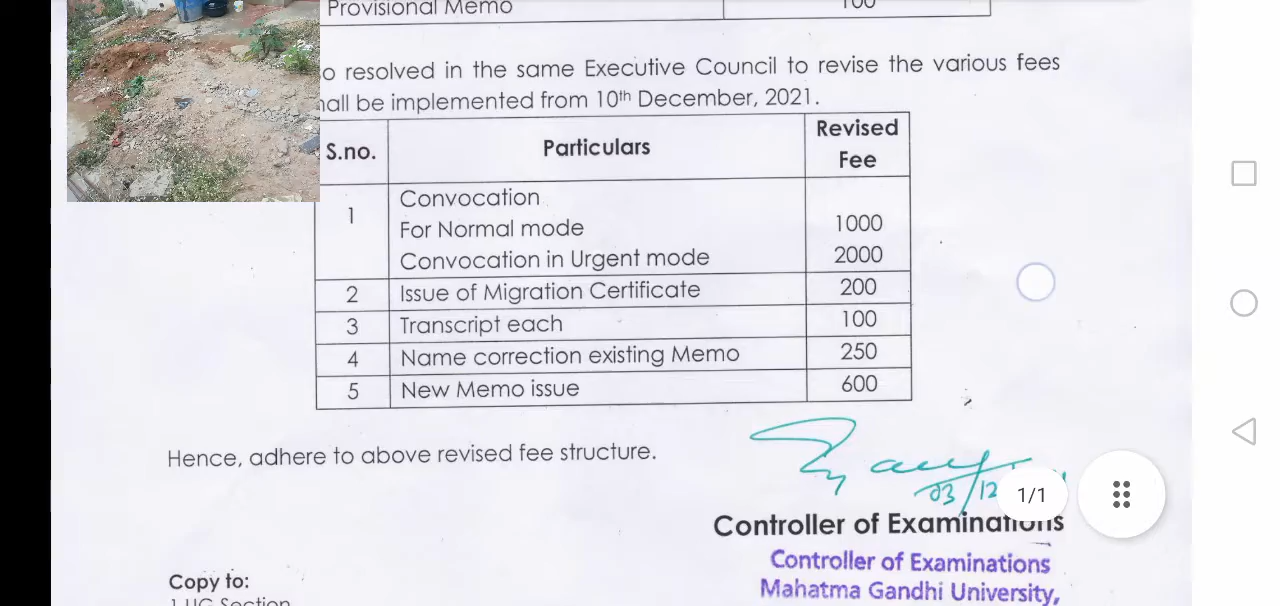 Provisional Memo 100
o resolved in the same Executive Council to revise the various fees
hall be implemented from 10th December, 2021.
S.no. Particulars Revised Fee
1 Convocation
For Normal mode 1000
Convocation in Urgent mode 2000
2 Issue of Migration Certificate 200
3 Transcript each 100
4 Name correction existing Memo 250
5 New Memo issue 600
Hence, adhere to above revised fee structure.
03/12
1/1
Controller of Examinations
Controller of Examinations
Mahatma Gandhi University,
Copy to:
1 UG Section